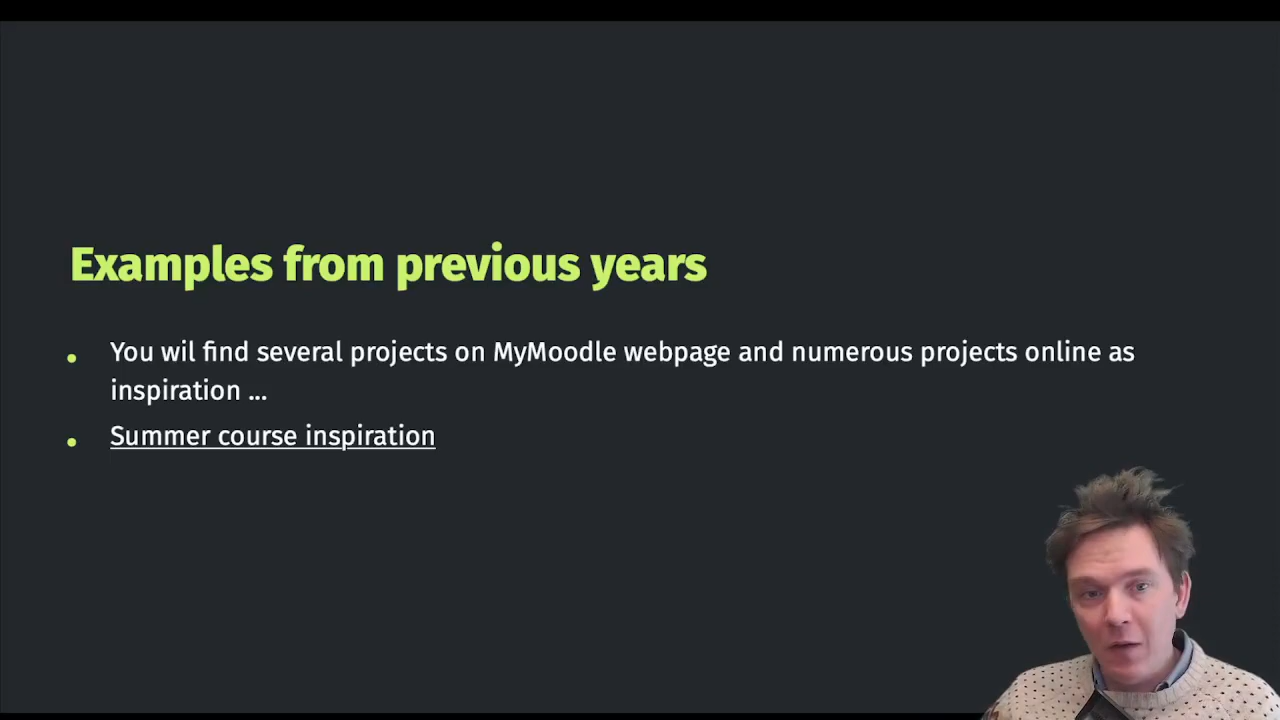 Examples from previous years
You wil find several projects on MyMoodle webpage and numerous projects online as
inspiration ...
Summer course inspiration